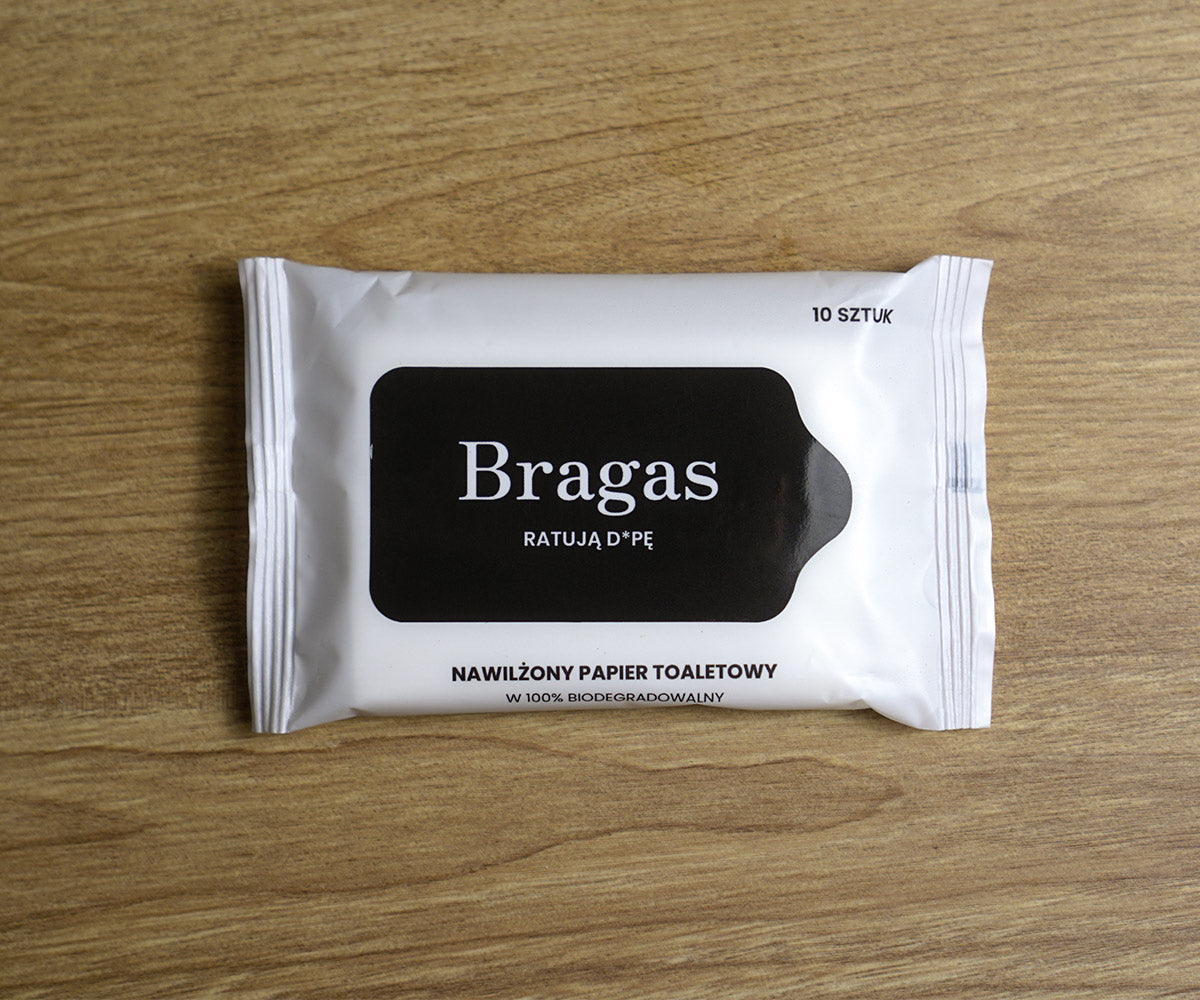 10 SZTUK
Bragas
RATUJĄ D*PĘ
NAWILŻONY PAPIER TOALETOWY
W 100% BIODEGRADOWALNY